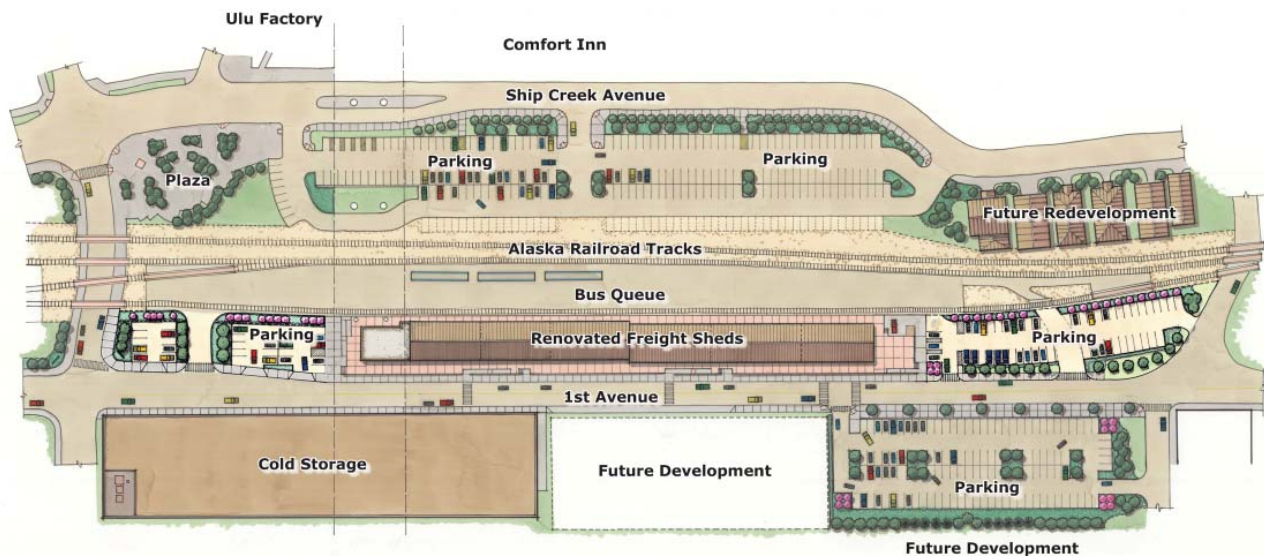 Ulu Factory
Comfort Inn
Ship Creek Avenue
Parking
Parking
Plaza
Future Redevelopment
Alaska Railroad Tracks
Bus Queue
Parking
Renovated Freight Sheds
Parking
1st Avenue
Cold Storage
Future Development
Parking
Future Development